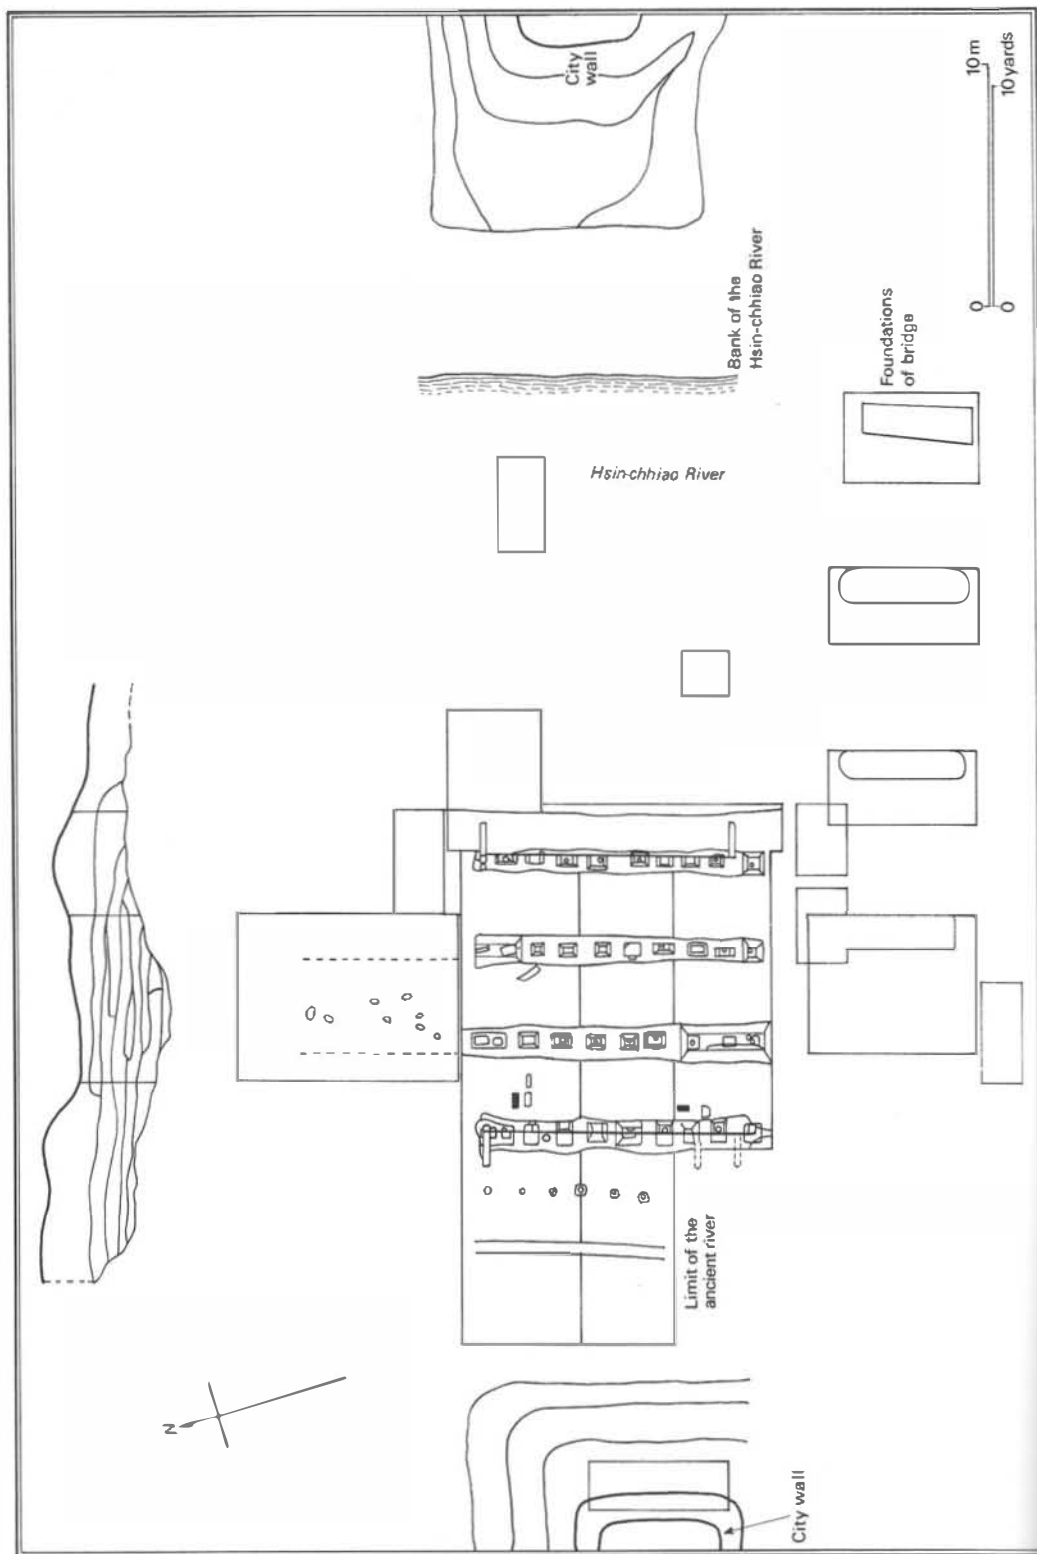 City
wall
10 m
10 yards
0
0
Bank of the
Hsin-chhiao River
Foundations
of bridge
Hsin-chhiao River
Limit of the
ancient river
N
City wall